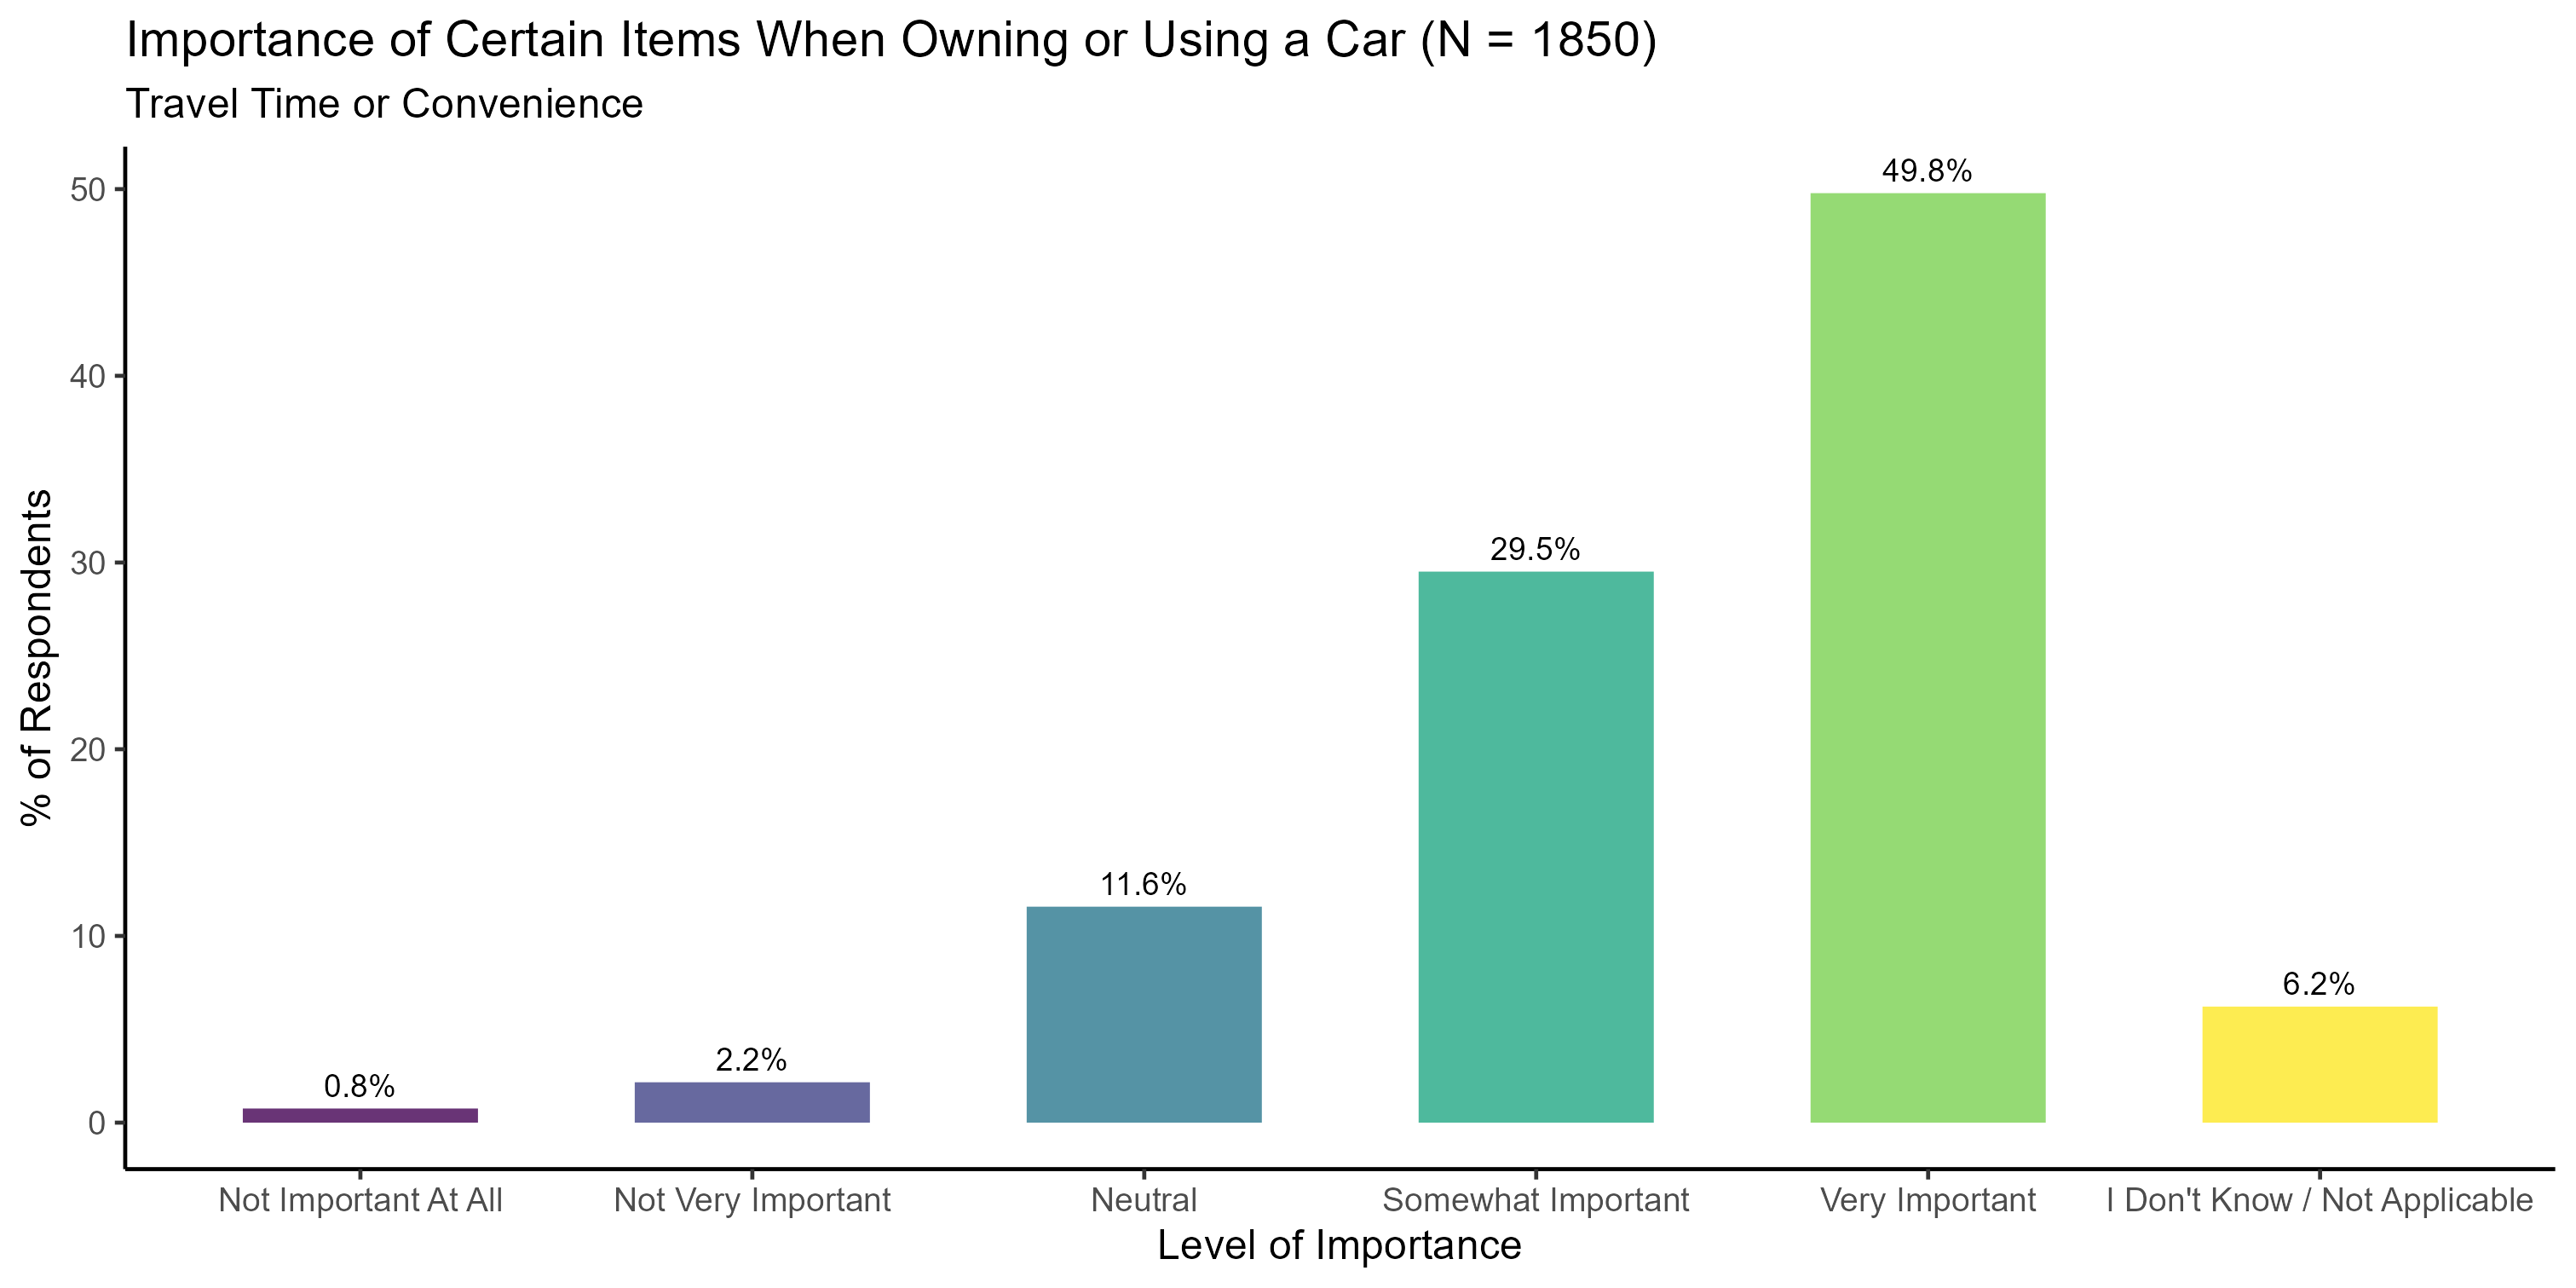 Importance of Certain Items When Owning or Using a Car (N = 1850)
Travel Time or Convenience
% of Respondents
50
40
30
20
10
0
0.8%
2.2%
11.6%
29.5%
49.8%
6.2%
Not Important At All
Not Very Important
Neutral
Somewhat Important
Very Important
I Don't Know / Not Applicable
Level of Importance